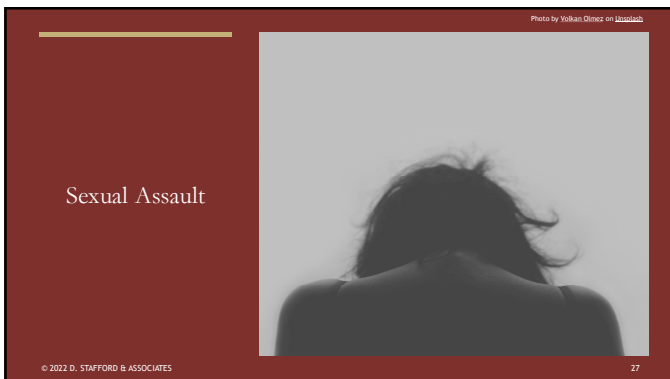 Photo by Volkan Olmez on Unsplash
Sexual Assault
© 2022 D. STAFFORD & ASSOCIATES
27